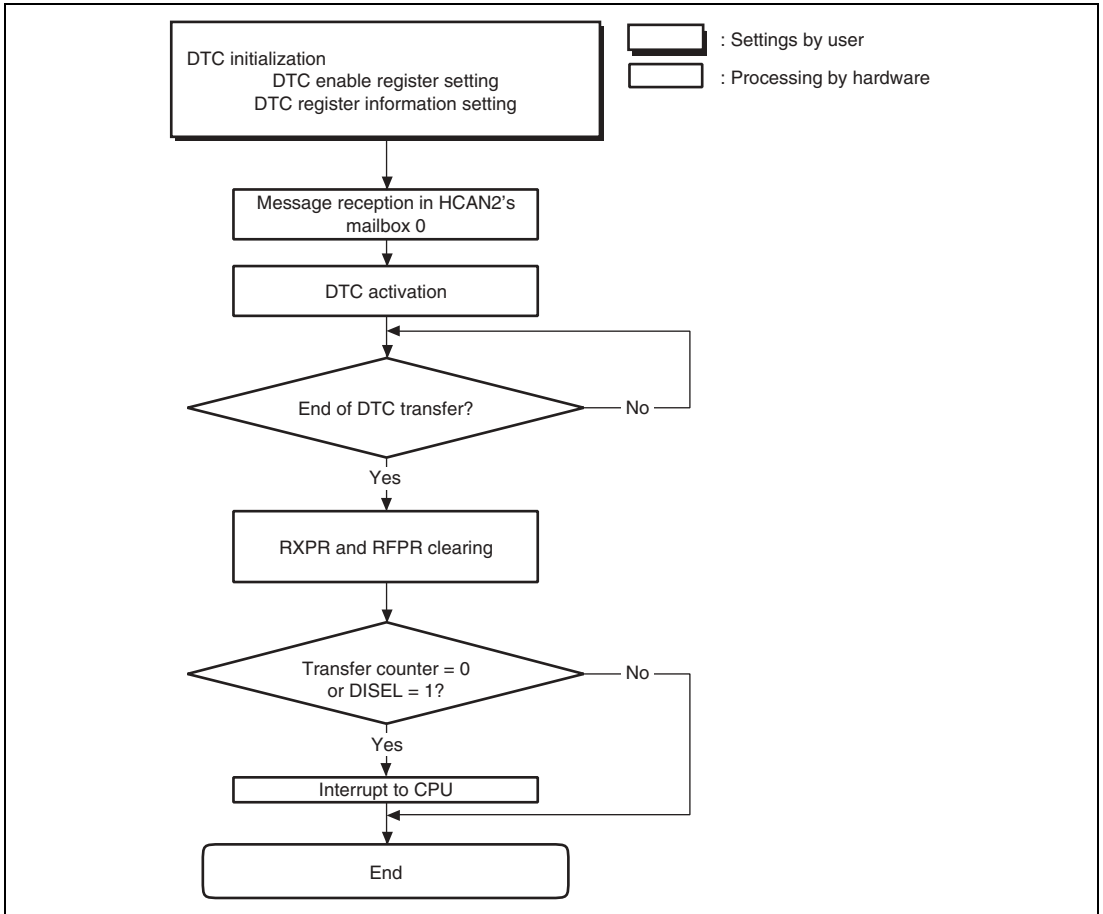 DTC initialization
DTC enable register setting
DTC register information setting
: Settings by user
: Processing by hardware
Message reception in HCAN2's
mailbox 0
DTC activation
End of DTC transfer?
No
Yes
RXPR and RFPR clearing
Transfer counter = 0
or DISEL = 1?
No
Yes
Interrupt to CPU
End